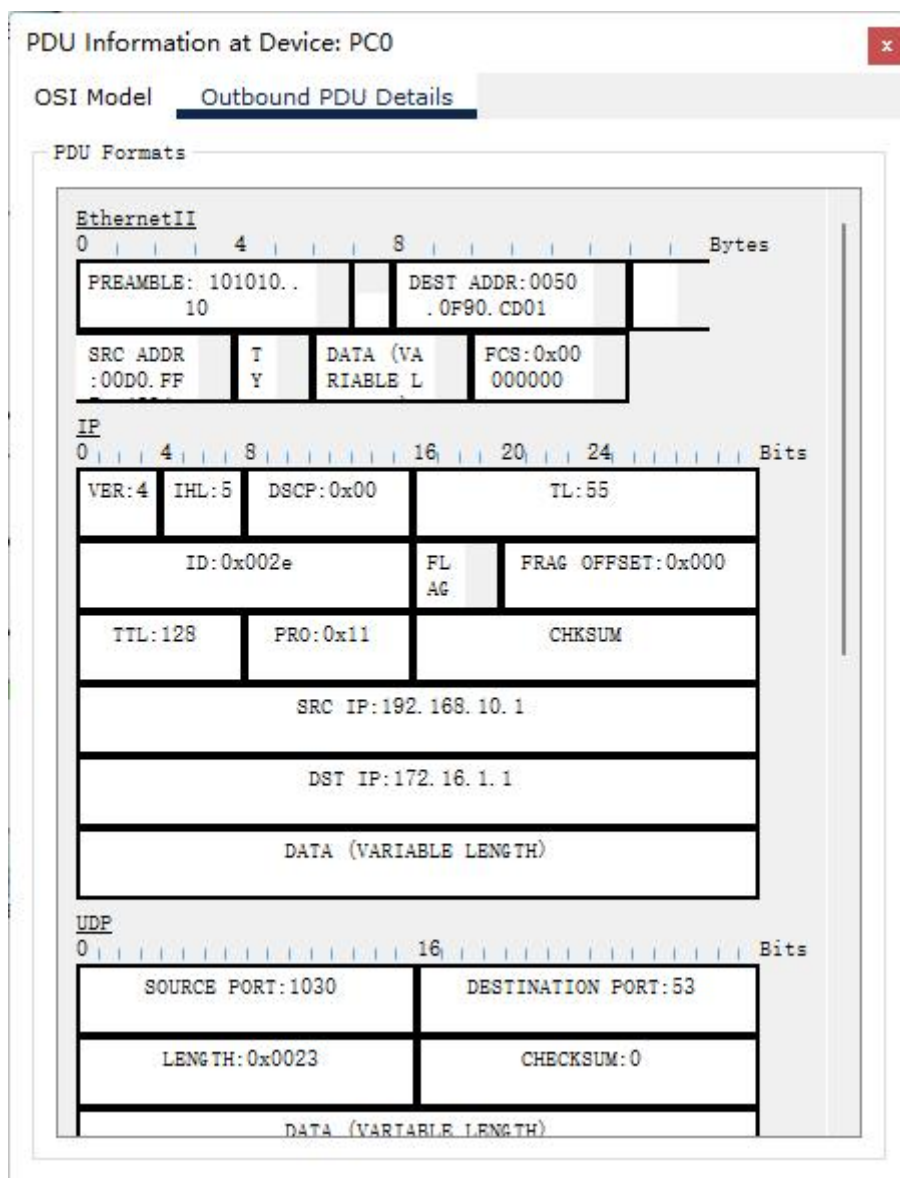 PDU Information at Device: PC0
x
OSI Model Outbound PDU Details
PDU Formats
EthernetII
0 4 8 Bytes
PREAMBLE: 101010..
10
DEST ADDR:0050
.0F90.CD01
SRC ADDR
:00D0.FF
T
Y
DATA (VA
RIABLE L
FCS:0x00
000000
IP
0 4 8 16 20 24 Bits
VER:4 IHL:5 DSCP:0x00 TL:55
ID:0x002e
FL
AG
FRAG OFFSET:0x000
TTL:128 PRO:0x11 CHKSUM
SRC IP:192.168.10.1
DST IP:172.16.1.1
DATA (VARIABLE LENGTH)
UDP
0 16 Bits
SOURCE PORT:1030 DESTINATION PORT:53
LENGTH:0x0023 CHECKSUM:0
DATA (VARIABLE LENGTH)